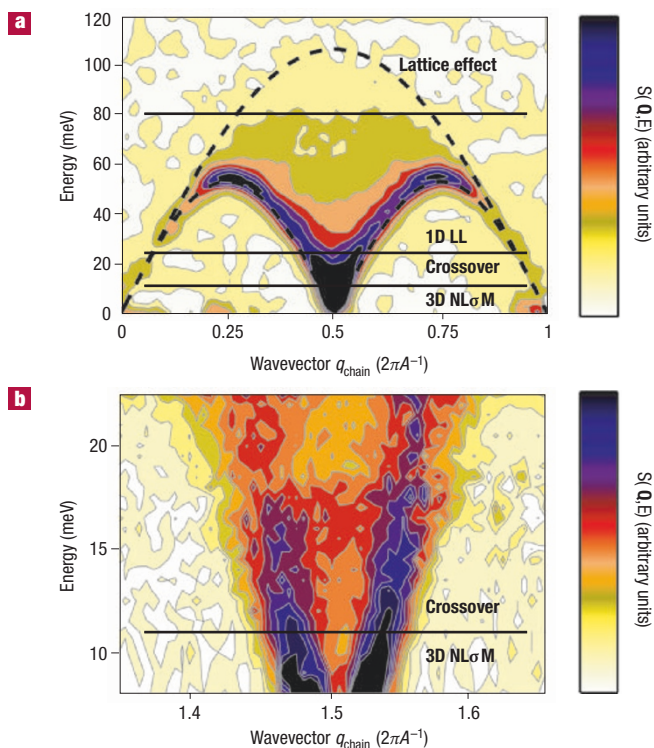 a
120
100
80
60
40
20
0
Energy (meV)
Lattice effect
1D LL
Crossover
3D NLσM
0 0.25 0.5 0.75 1
Wavevector qchain (2πA−1)
S(Q,E) (arbitrary units)
b
20
15
10
Energy (meV)
Crossover
3D NLσM
1.4 1.5 1.6
Wavevector qchain (2πA−1)
S(Q,E) (arbitrary units)